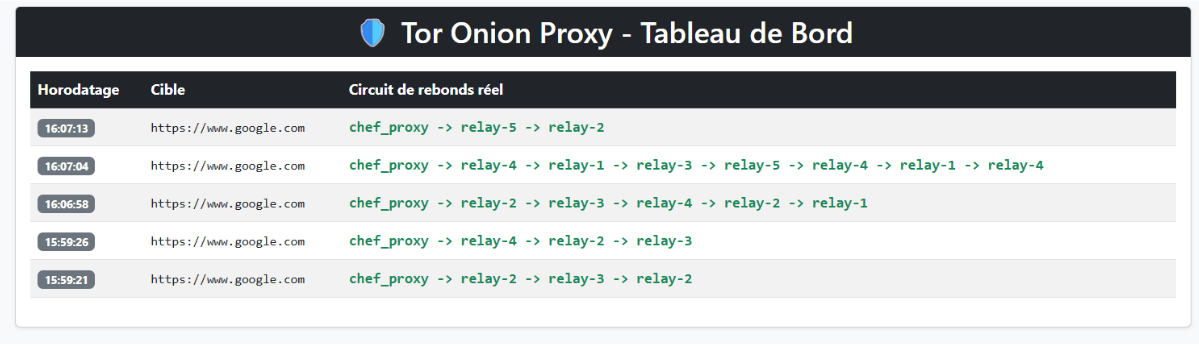 Tor Onion Proxy - Tableau de Bord
Horodatage Cible Circuit de rebonds réel
16:07:13 https://www.google.com chef_proxy -> relay-5 -> relay-2
16:07:04 https://www.google.com chef_proxy -> relay-4 -> relay-1 -> relay-3 -> relay-5 -> relay-4 -> relay-1 -> relay-4
16:06:58 https://www.google.com chef_proxy -> relay-2 -> relay-3 -> relay-4 -> relay-2 -> relay-1
15:59:26 https://www.google.com chef_proxy -> relay-4 -> relay-2 -> relay-3
15:59:21 https://www.google.com chef_proxy -> relay-2 -> relay-3 -> relay-2